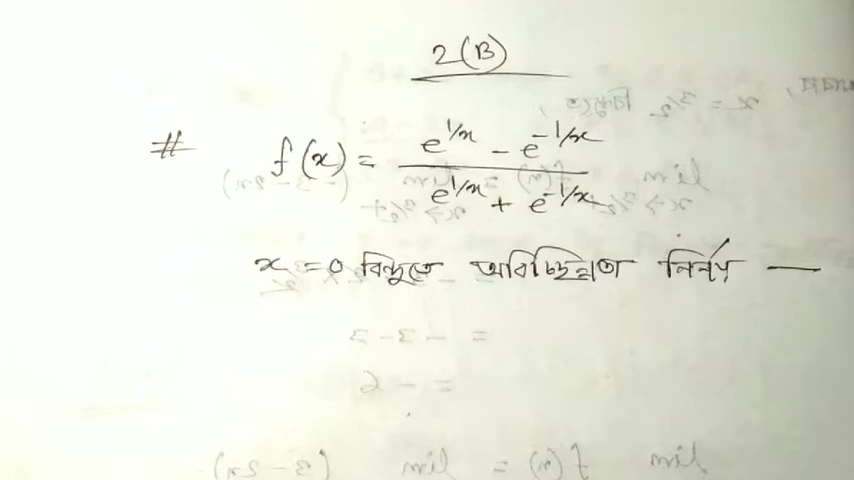 2(B)
# f(x) = (e^{1/x} - e^{-1/x}) / (e^{1/x} + e^{-1/x})
x = 0 বিন্দুতে অবিচ্ছিন্নতা নির্ণয় —